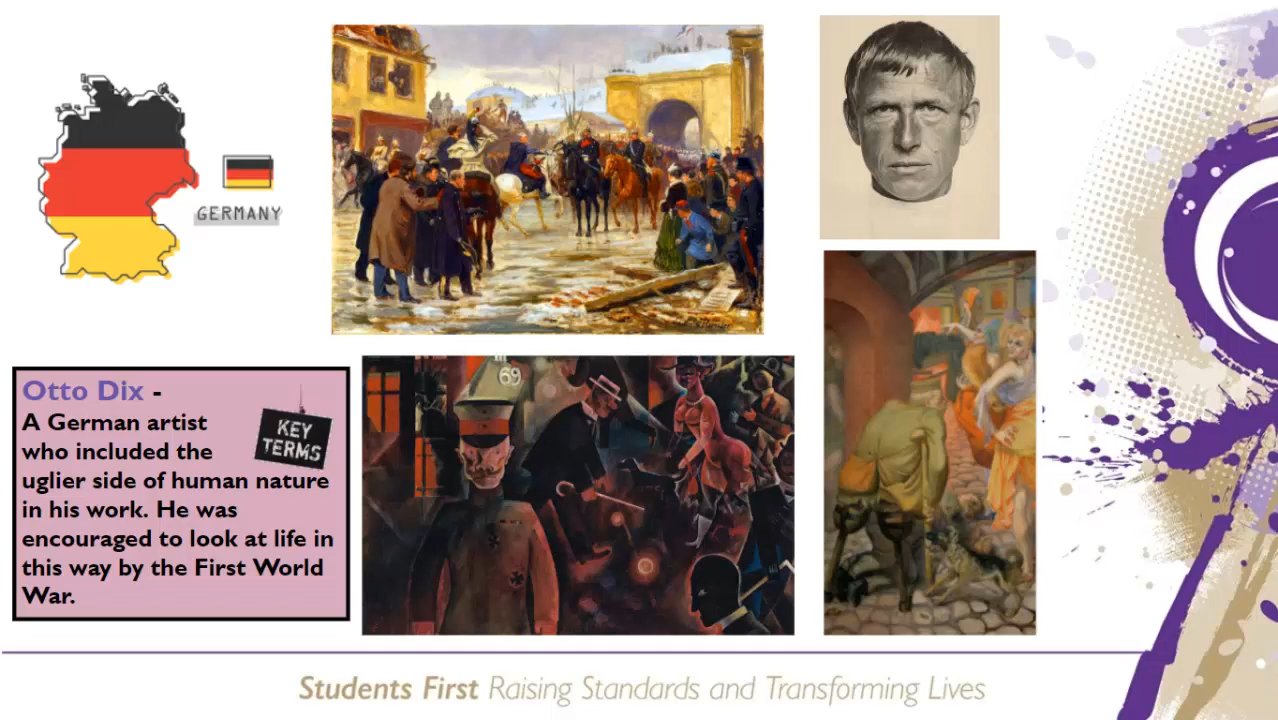 GERMANY
69
Otto Dix -
A German artist
who included the
uglier side of human nature
in his work. He was
encouraged to look at life in
this way by the First World
War.
KEY
TERMS
Students First Raising Standards and Transforming Lives